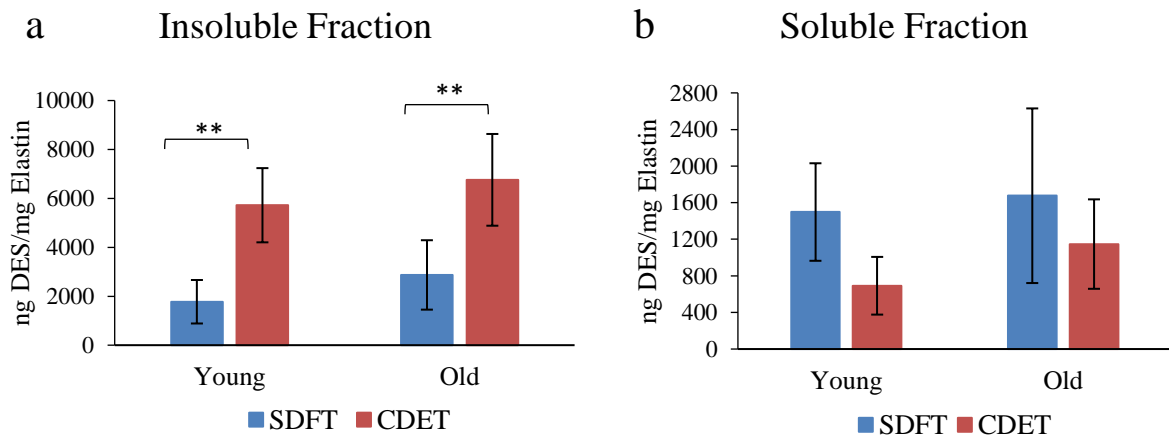 a Insoluble Fraction
ng DES/mg Elastin
10000
8000
6000
4000
2000
0
**
**
Young Old
SDFT CDET
b Soluble Fraction
ng DES/mg Elastin
2800
2400
2000
1600
1200
800
400
0
Young Old
SDFT CDET